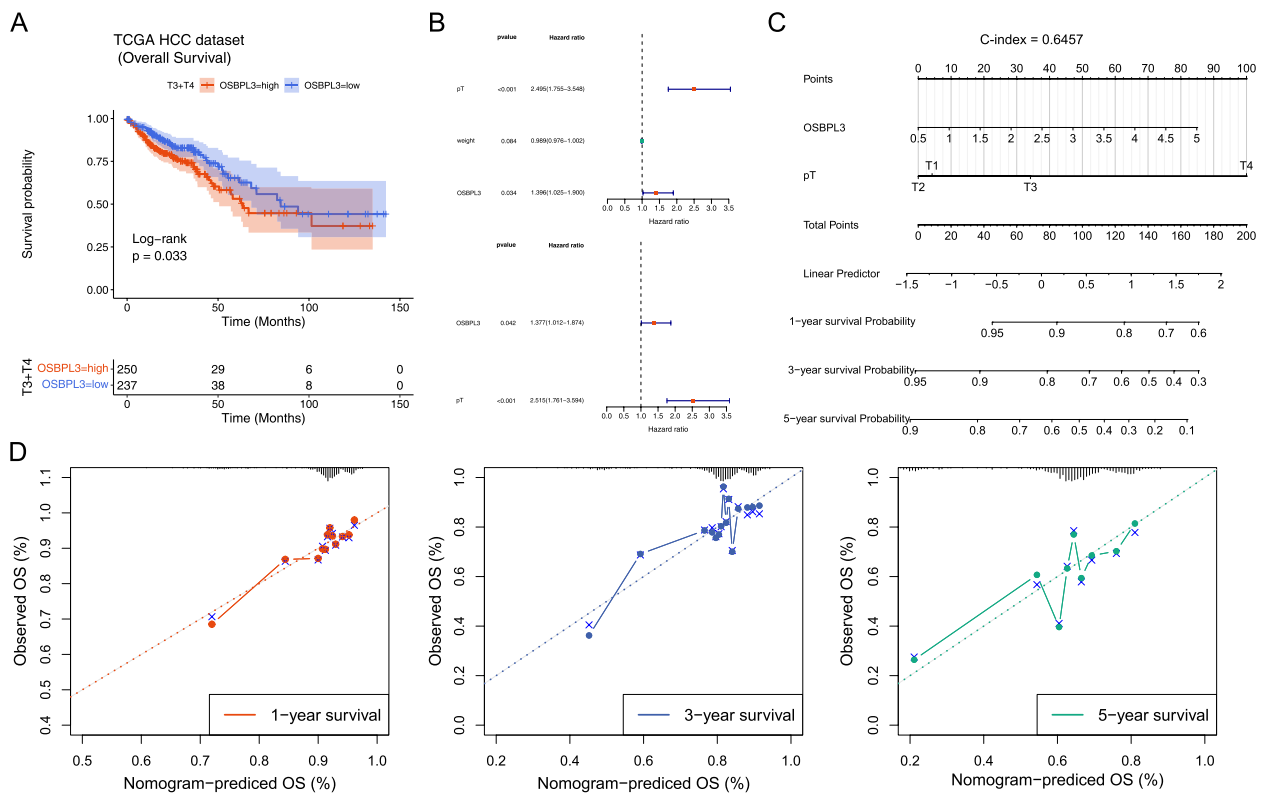 A
TCGA HCC dataset
(Overall Survival)
T3+T4 OSBPL3=high OSBPL3=low
Survival probability
1.00
0.75
0.50
0.25
0.00
Log−rank
p = 0.033
0 50 100 150
Time (Months)
T3+T4
OSBPL3=high 250 29 6 0
OSBPL3=low 237 38 8 0
0 50 100 150
Time (Months)
B
pvalue Hazard ratio
pT <0.001 2.495(1.755−3.548)
weight 0.084 0.989(0.976−1.002)
OSBPL3 0.034 1.396(1.025−1.900)
0.0 0.5 1.0 1.5 2.0 2.5 3.0 3.5
Hazard ratio
pvalue Hazard ratio
OSBPL3 0.042 1.377(1.012−1.874)
pT <0.001 2.515(1.761−3.594)
0.0 0.5 1.0 1.5 2.0 2.5 3.0 3.5
Hazard ratio
C
C-index = 0.6457
Points 0 10 20 30 40 50 60 70 80 90 100
OSBPL3
0.5 1 1.5 2 2.5 3 3.5 4 4.5 5
T1 T4
pT
T2 T3
Total Points
0 20 40 60 80 100 120 140 160 180 200
Linear Predictor
−1.5 −1 −0.5 0 0.5 1 1.5 2
1−year survival Probability
0.95 0.9 0.8 0.7 0.6
3−year survival Probability
0.95 0.9 0.8 0.7 0.6 0.5 0.4 0.3
5−year survival Probability
0.9 0.8 0.7 0.6 0.5 0.4 0.3 0.2 0.1
D
Observed OS (%)
1.1
1.0
0.9
0.8
0.7
0.6
0.5
0.4
1−year survival
0.5 0.6 0.7 0.8 0.9 1.0
Nomogram−prediced OS (%)
Observed OS (%)
1.0
0.8
0.6
0.4
0.2
0.0
3−year survival
0.2 0.4 0.6 0.8 1.0
Nomogram−prediced OS (%)
Observed OS (%)
1.0
0.8
0.6
0.4
0.2
0.0
5−year survival
0.2 0.4 0.6 0.8 1.0
Nomogram−prediced OS (%)